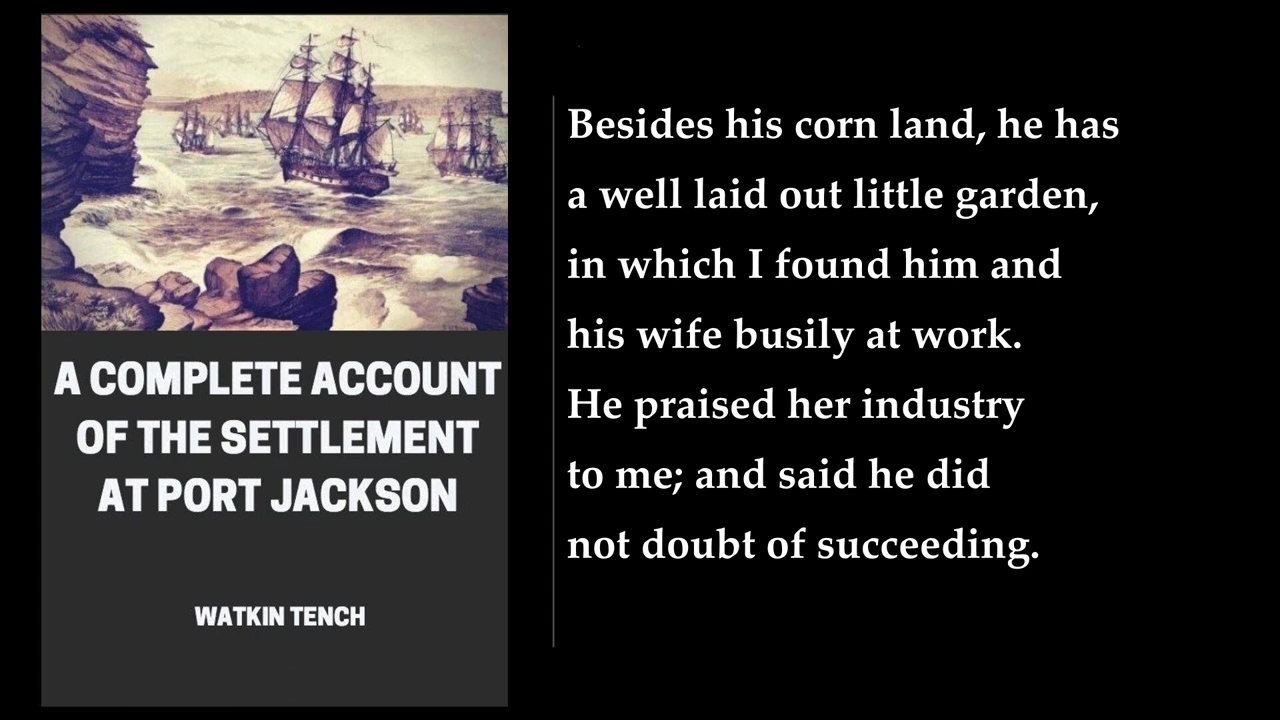 A COMPLETE ACCOUNT
OF THE SETTLEMENT
AT PORT JACKSON
WATKIN TENCH
Besides his corn land, he has
a well laid out little garden,
in which I found him and
his wife busily at work.
He praised her industry
to me; and said he did
not doubt of succeeding.